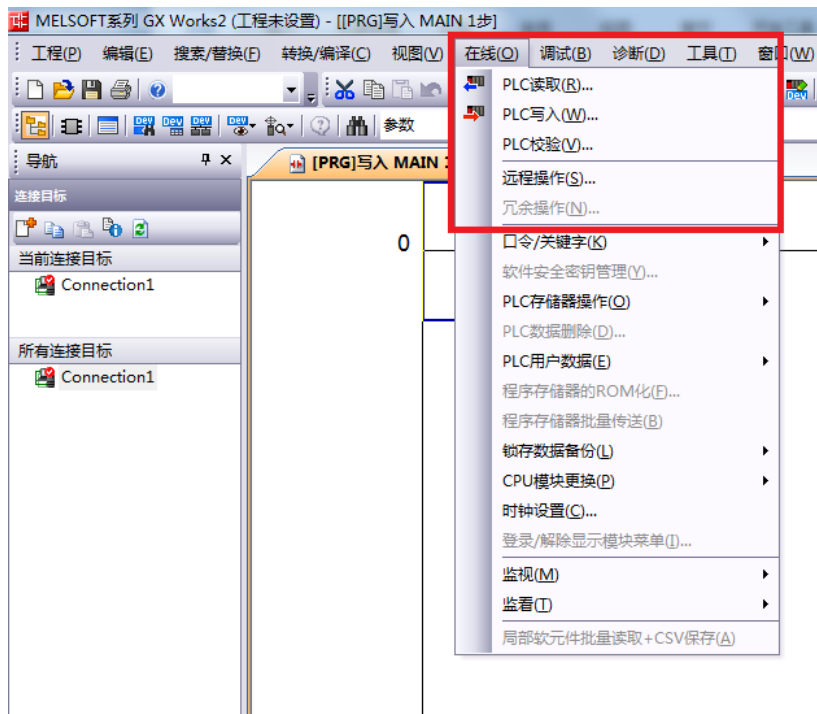 MELSOFT系列 GX Works2 (工程未设置) - [[PRG]写入 MAIN 1步]
工程(P) 编辑(E) 搜索/替换(F) 转换/编译(C) 视图(V) 在线(O) 调试(B) 诊断(D) 工具(T) 窗口(W)
参数
导航
[PRG]写入 MAIN 1
连接目标
当前连接目标
Connection1
所有连接目标
Connection1
0
PLC读取(R)...
PLC写入(W)...
PLC校验(V)...
远程操作(S)...
冗余操作(N)...
口令/关键字(K)
软件安全密钥管理(Y)...
PLC存储器操作(O)
PLC数据删除(D)...
PLC用户数据(E)
程序存储器的ROM化(F)...
程序存储器批量传送(B)
锁存数据备份(L)
CPU模块更换(P)
时钟设置(C)...
登录/解除显示模块菜单(I)...
监视(M)
监看(T)
局部软元件批量读取+CSV保存(A)